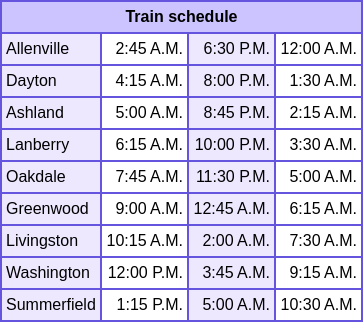 Train schedule
Allenville 2:45 A.M. 6:30 P.M. 12:00 A.M.
Dayton 4:15 A.M. 8:00 P.M. 1:30 A.M.
Ashland 5:00 A.M. 8:45 P.M. 2:15 A.M.
Lanberry 6:15 A.M. 10:00 P.M. 3:30 A.M.
Oakdale 7:45 A.M. 11:30 P.M. 5:00 A.M.
Greenwood 9:00 A.M. 12:45 A.M. 6:15 A.M.
Livingston 10:15 A.M. 2:00 A.M. 7:30 A.M.
Washington 12:00 P.M. 3:45 A.M. 9:15 A.M.
Summerfield 1:15 P.M. 5:00 A.M. 10:30 A.M.